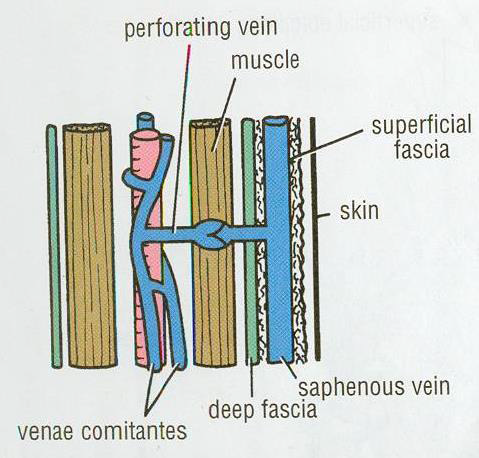 perforating vein
muscle
superficial
fascia
skin
saphenous vein
deep fascia
venae comitantes